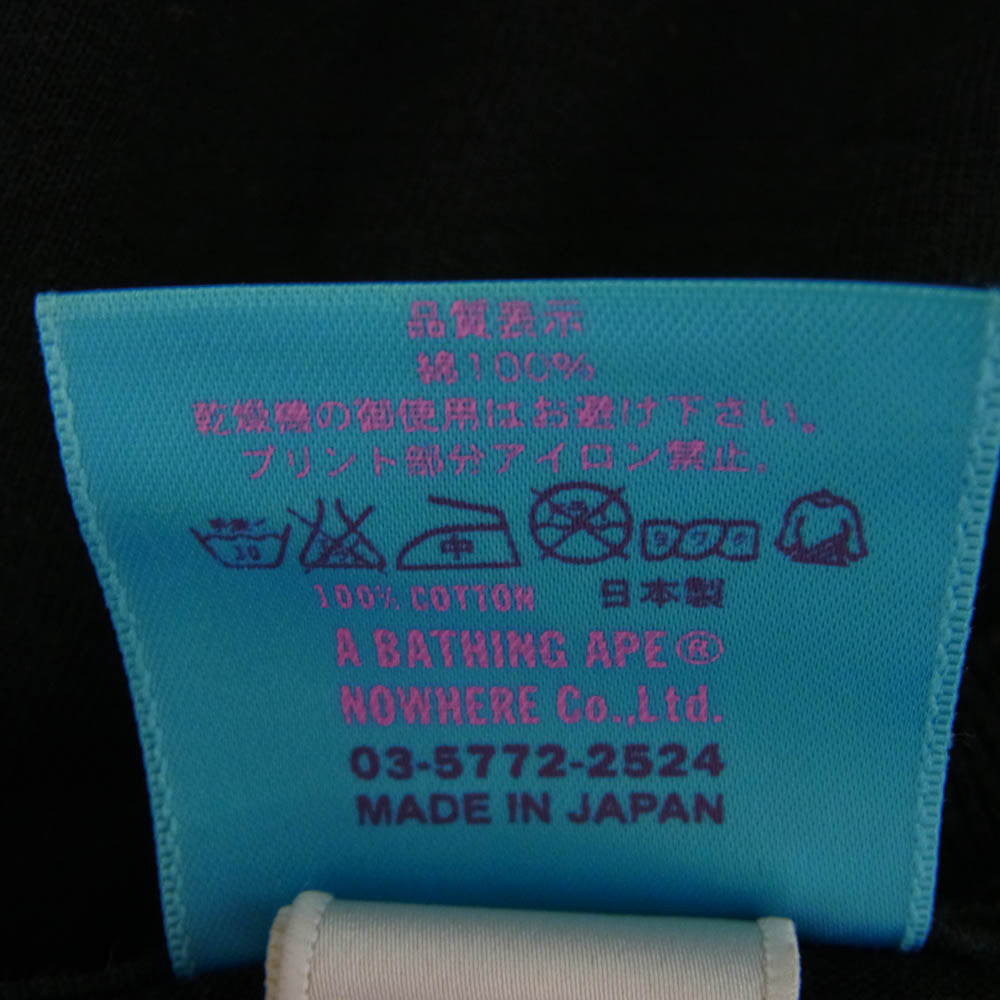 品質表示
綿100%
乾燥機の御使用はお避け下さい。
プリント部分アイロン禁止。
30 中
100% COTTON 日本製
A BATHING APE®
NOWHERE Co.,Ltd.
03-5772-2524
MADE IN JAPAN